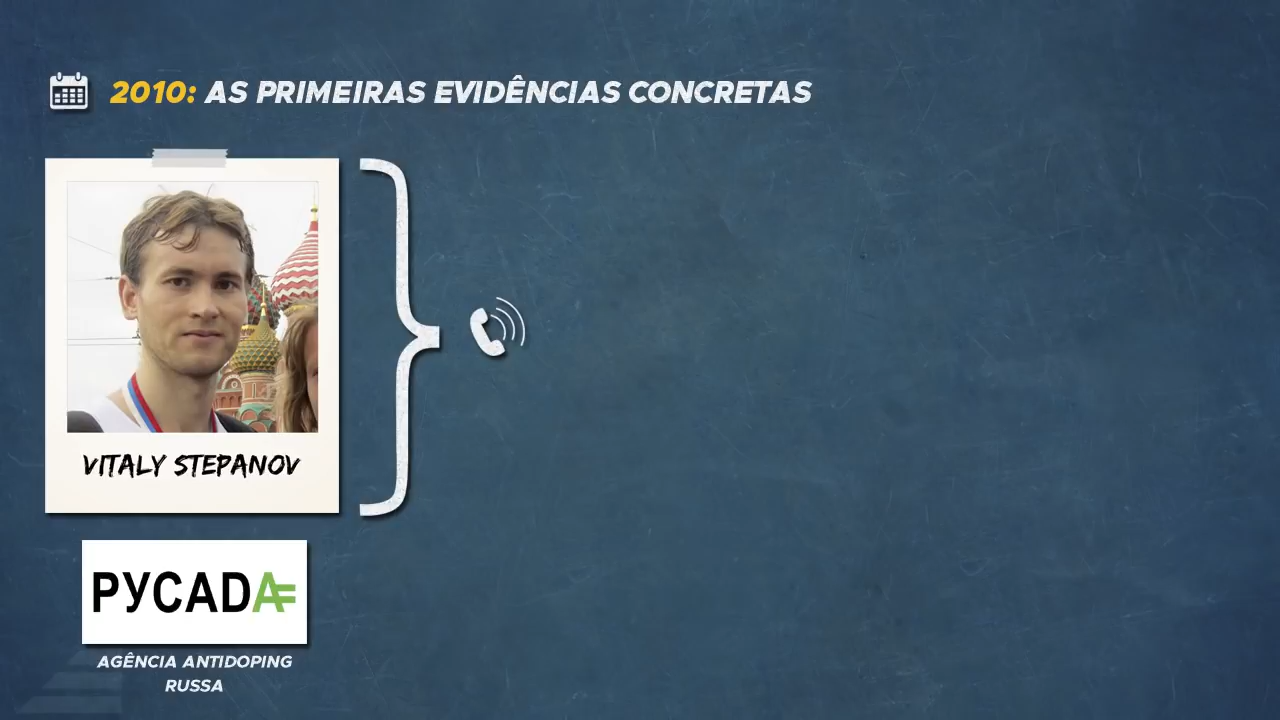 2010: AS PRIMEIRAS EVIDÊNCIAS CONCRETAS
VITALY STEPANOV
РУСАДА
AGÊNCIA ANTIDOPING
RUSSA